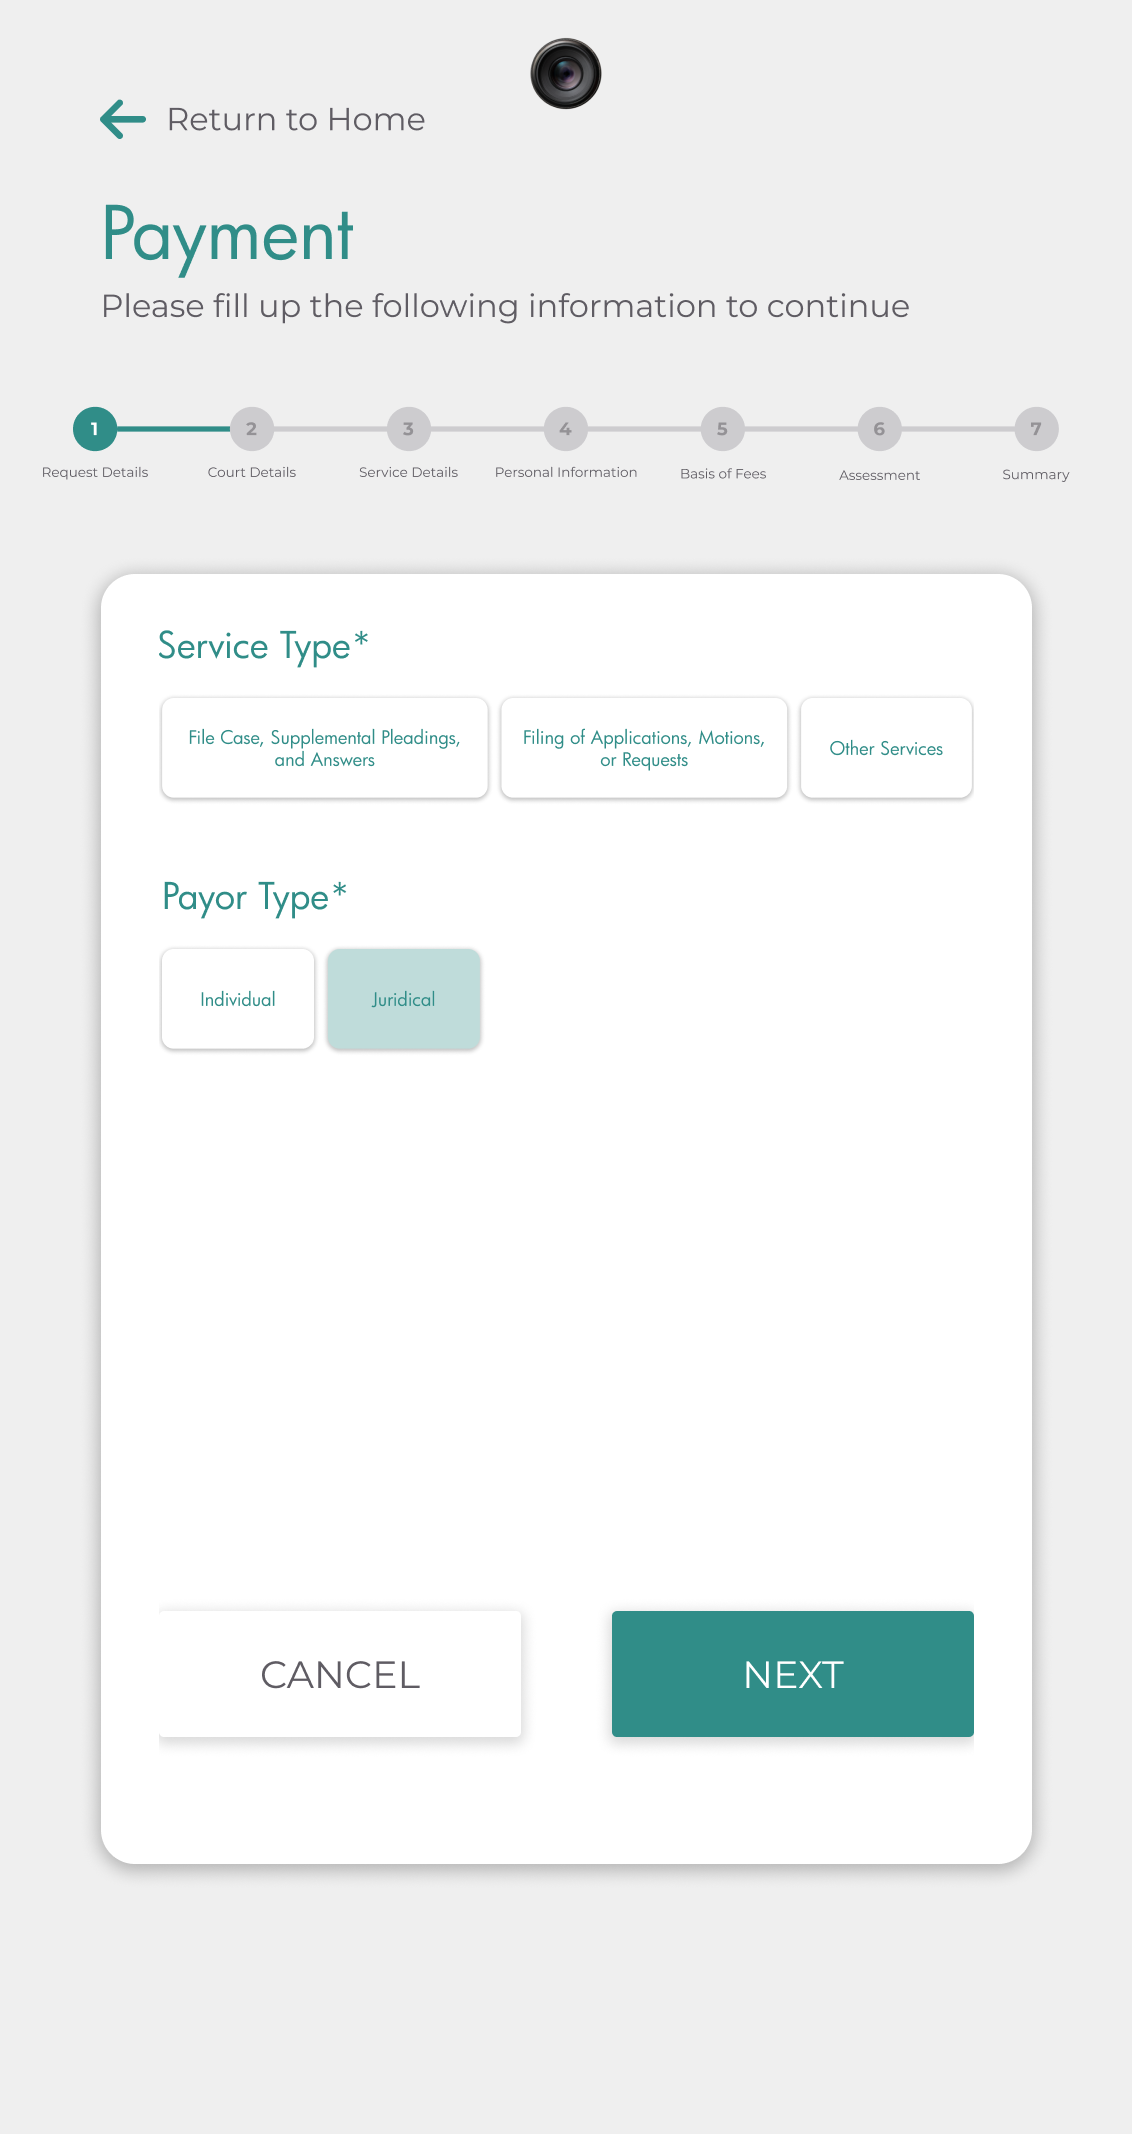 Return to Home
Payment
Please fill up the following information to continue
1 2 3 4 5 6 7
Request Details Court Details Service Details Personal Information Basis of Fees Assessment Summary
Service Type*
File Case, Supplemental Pleadings,
and Answers
Filing of Applications, Motions,
or Requests
Other Services
Payor Type*
Individual
Juridical
CANCEL
NEXT